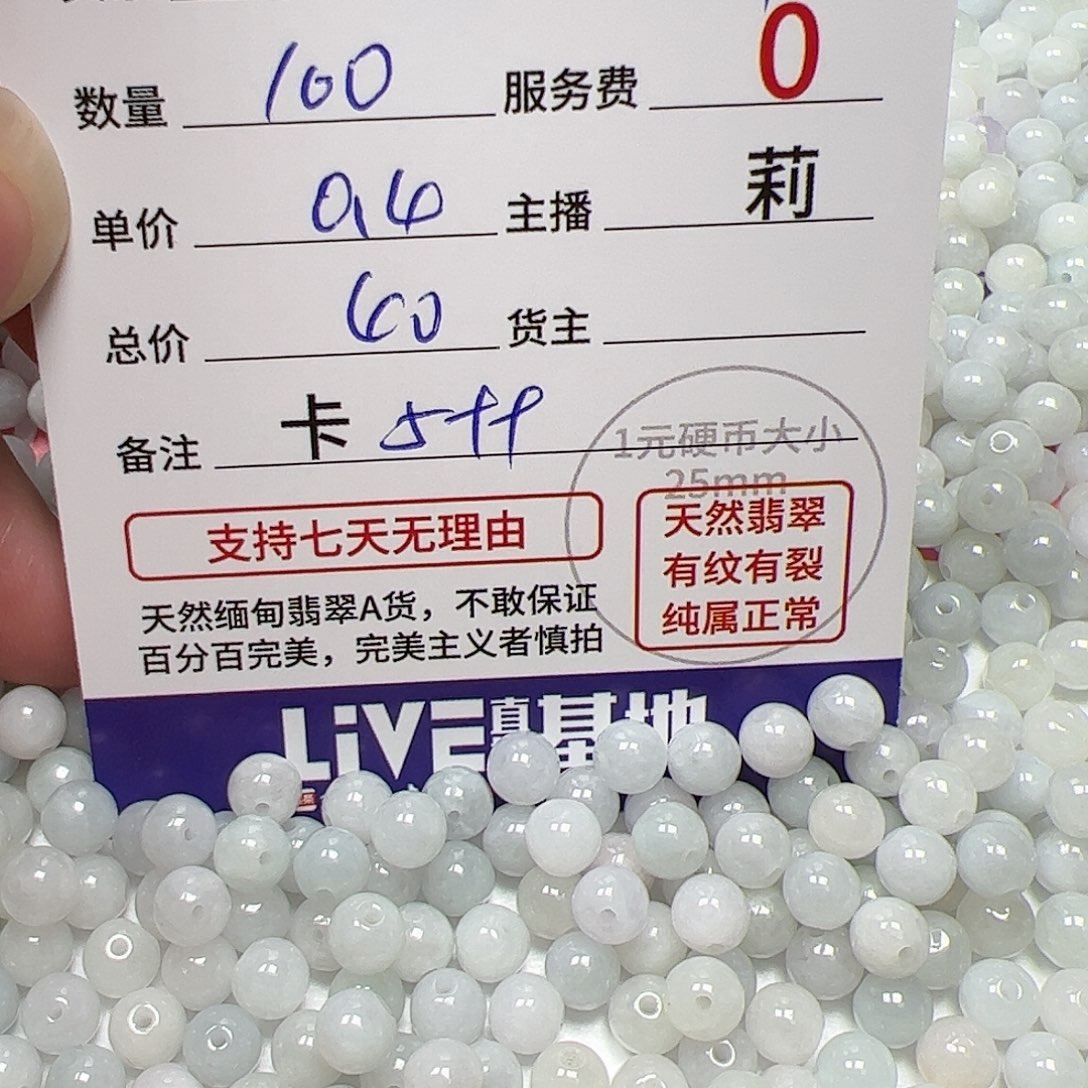 数量 100 服务费 0
单价 0.6 主播 莉
总价 60 货主
备注 卡
1元硬币大小
25mm
支持七天无理由
天然缅甸翡翠A货，不敢保证
百分百完美，完美主义者慎拍
天然翡翠
有纹有裂
纯属正常
LiVE 基地